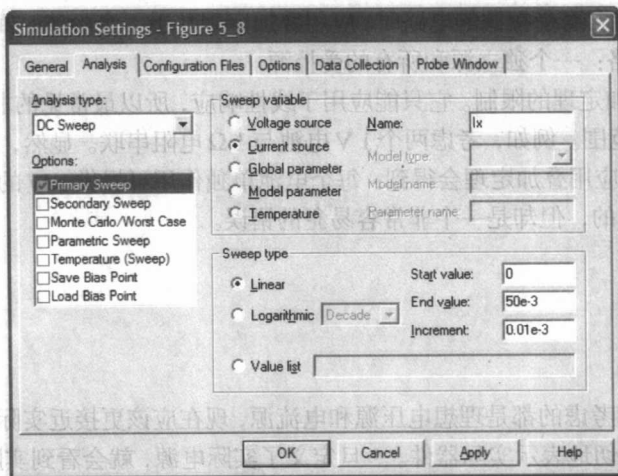 Simulation Settings - Figure 5_8
General Analysis Configuration Files Options Data Collection Probe Window
Analysis type:
DC Sweep
Options:
Primary Sweep
Secondary Sweep
Monte Carlo/Worst Case
Parametric Sweep
Temperature (Sweep)
Save Bias Point
Load Bias Point
Sweep variable
Voltage source
Current source
Global parameter
Model parameter
Temperature
Name: Ix
Model type:
Model name:
Parameter name:
Sweep type
Linear
Logarithmic Decade
Value list
Start value: 0
End value: 50e-3
Increment: 0.01e-3
OK Cancel Apply Help